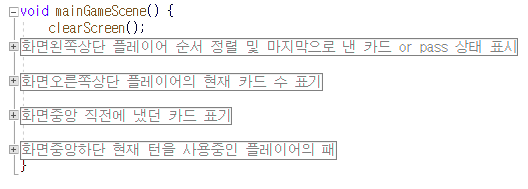 void mainGameScene() {
clearScreen();
화면왼쪽상단 플레이어 순서 정렬 및 마지막으로 낸 카드 or pass 상태 표시
화면오른쪽상단 플레이어의 현재 카드 수 표기
화면중앙 직전에 냈던 카드 표기
화면중앙하단 현재 턴을 사용중인 플레이어의 패
}